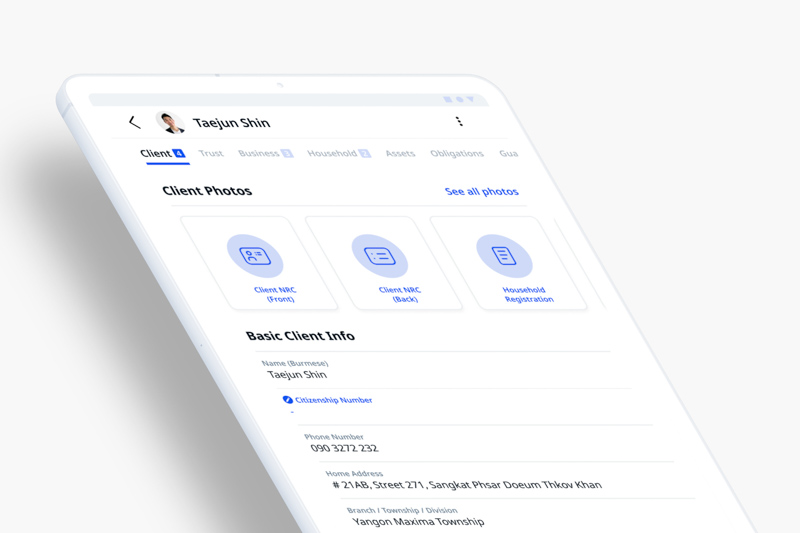 Taejun Shin
Client 4 Trust Business 3 Household 2 Assets Obligations Gua
Client Photos See all photos
Client NRC
(Front)
Client NRC
(Back)
Household
Registration
Basic Client Info
Name (Burmese)
Taejun Shin
Citizenship Number
-
Phone Number
090 3272 232
Home Address
# 21AB, Street 271, Sangkat Phsar Doeum Thkov Khan
Branch / Township / Division
Yangon Maxima Township